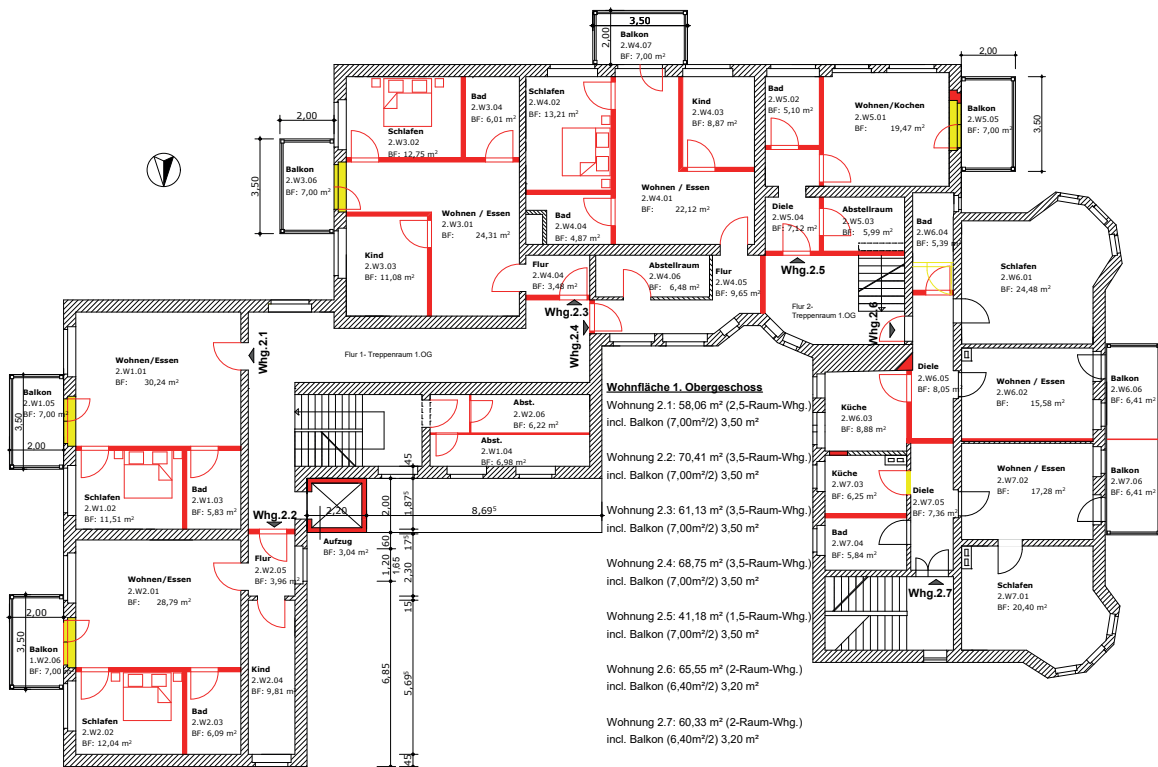 3,50
2,00
Balkon
2.W4.07
BF: 7,00 m²
2,00
3,50
Balkon
2.W5.05
BF: 7,00 m²
Schlafen
2.W3.02
BF: 12,75 m²
Bad
2.W3.04
BF: 6,01 m²
Schlafen
2.W4.02
BF: 13,21 m²
Kind
2.W4.03
BF: 8,87 m²
Bad
2.W5.02
BF: 5,10 m²
Wohnen/Kochen
2.W5.01
BF: 19,47 m²
2,00
3,50
Balkon
2.W3.06
BF: 7,00 m²
Wohnen / Essen
2.W3.01
BF: 24,31 m²
Kind
2.W3.03
BF: 11,08 m²
Bad
2.W4.04
BF: 4,87 m²
Wohnen / Essen
2.W4.01
BF: 22,12 m²
Diele
2.W5.04
BF: 7,12 m²
Abstellraum
2.W5.03
BF: 5,99 m²
Bad
2.W6.04
BF: 5,39 m²
Schlafen
2.W6.01
BF: 24,48 m²
Flur
2.W4.04
BF: 3,48 m²
Abstellraum
2.W4.06
BF: 6,48 m²
Flur
2.W4.05
BF: 9,65 m²
Whg.2.5
Flur 2-
Treppenraum 1.OG
Whg.2.6
Whg.2.3
Whg.2.4
Whg.2.1
Flur 1- Treppenraum 1.OG
Wohnen/Essen
2.W1.01
BF: 30,24 m²
Balkon
2.W1.05
BF: 7,00 m²
3,50
2,00
Schlafen
2.W1.02
BF: 11,51 m²
Bad
2.W1.03
BF: 5,83 m²
Abst.
2.W2.06
BF: 6,22 m²
Abst.
2.W1.04
BF: 6,98 m²
Diele
2.W6.05
BF: 8,05 m²
Wohnen / Essen
2.W6.02
BF: 15,58 m²
Balkon
2.W6.06
BF: 6,41 m²
Küche
2.W6.03
BF: 8,88 m²
Küche
2.W7.03
BF: 6,25 m²
Diele
2.W7.05
BF: 7,36 m²
Wohnen / Essen
2.W7.02
BF: 17,28 m²
Balkon
2.W7.06
BF: 6,41 m²
Bad
2.W7.04
BF: 5,84 m²
Schlafen
2.W7.01
BF: 20,40 m²
Whg.2.7
Whg.2.2
Flur
2.W2.05
BF: 3,96 m²
2,20
8,69⁵
Aufzug
BF: 3,04 m²
45
2,00
1,87⁵
60
17⁵
1,20
1,65
2,30
15
6,85
5,69⁵
45
Wohnen/Essen
2.W2.01
BF: 28,79 m²
2,00
3,50
Balkon
1.W2.06
BF: 7,00 m²
Schlafen
2.W2.02
BF: 12,04 m²
Bad
2.W2.03
BF: 6,09 m²
Kind
2.W2.04
BF: 9,81 m²
Wohnfläche 1. Obergeschoss
Wohnung 2.1: 58,06 m² (2,5-Raum-Whg.)
incl. Balkon (7,00m²/2) 3,50 m²
Wohnung 2.2: 70,41 m² (3,5-Raum-Whg.)
incl. Balkon (7,00m²/2) 3,50 m²
Wohnung 2.3: 61,13 m² (3,5-Raum-Whg.)
incl. Balkon (7,00m²/2) 3,50 m²
Wohnung 2.4: 68,75 m² (3,5-Raum-Whg.)
incl. Balkon (7,00m²/2) 3,50 m²
Wohnung 2.5: 41,18 m² (1,5-Raum-Whg.)
incl. Balkon (7,00m²/2) 3,50 m²
Wohnung 2.6: 65,55 m² (2-Raum-Whg.)
incl. Balkon (6,40m²/2) 3,20 m²
Wohnung 2.7: 60,33 m² (2-Raum-Whg.)
incl. Balkon (6,40m²/2) 3,20 m²